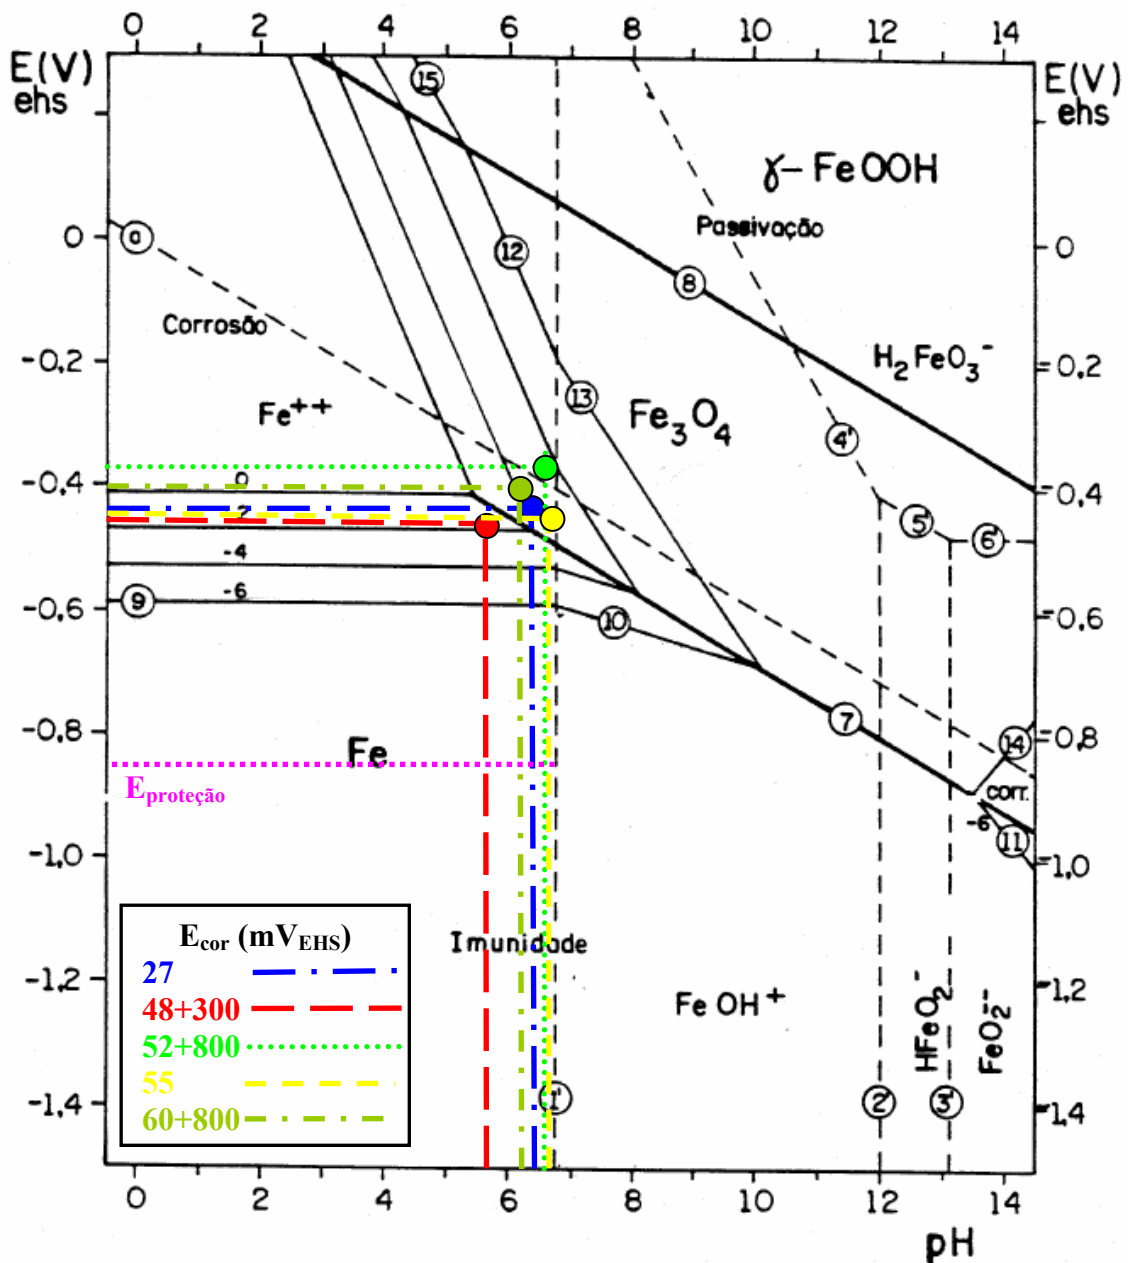 0 2 4 6 8 10 12 14
E(V)
ehs
E(V)
ehs
15
γ- FeOOH
Passivação
0
a
12
0
8
Corrosão
-0.2
H2FeO3-
-0.2
Fe++
13
Fe3O4
4'
-0.4
0
-0.4
-2
5'
6'
-4
-6
-0.6
9
10
-0.6
-0.8
7
14
-0.8
Fe
Eproteção
corr.
-6
11
-1.0
-1.0
Ecor (mVEHS)
27
48+300
52+800
55
60+800
Imunidade
-1.2
FeOH+
HFeO2-
FeO2--
-1.2
-1.4
1'
2'
3'
-1.4
0 2 4 6 8 10 12 14
pH